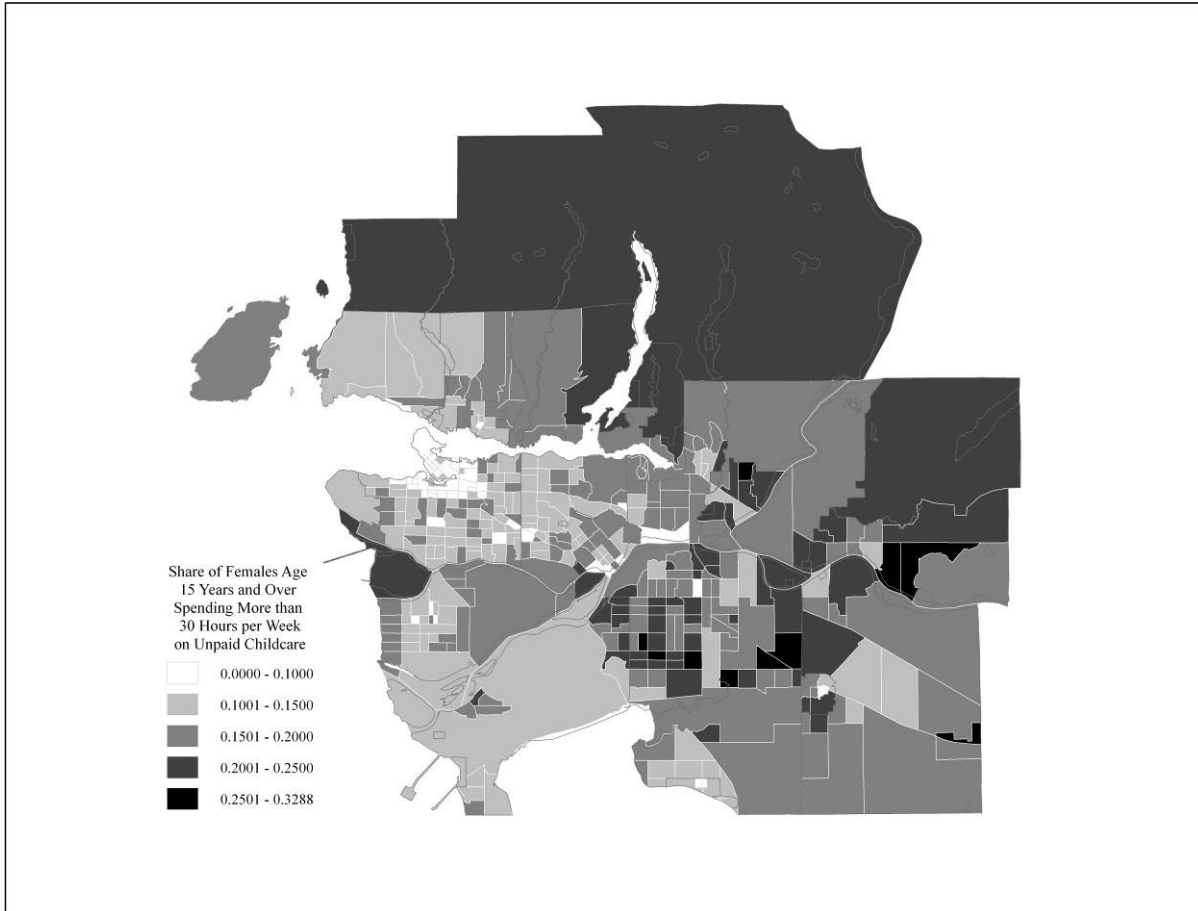 Share of Females Age
15 Years and Over
Spending More than
30 Hours per Week
on Unpaid Childcare
0.0000 - 0.1000
0.1001 - 0.1500
0.1501 - 0.2000
0.2001 - 0.2500
0.2501 - 0.3288